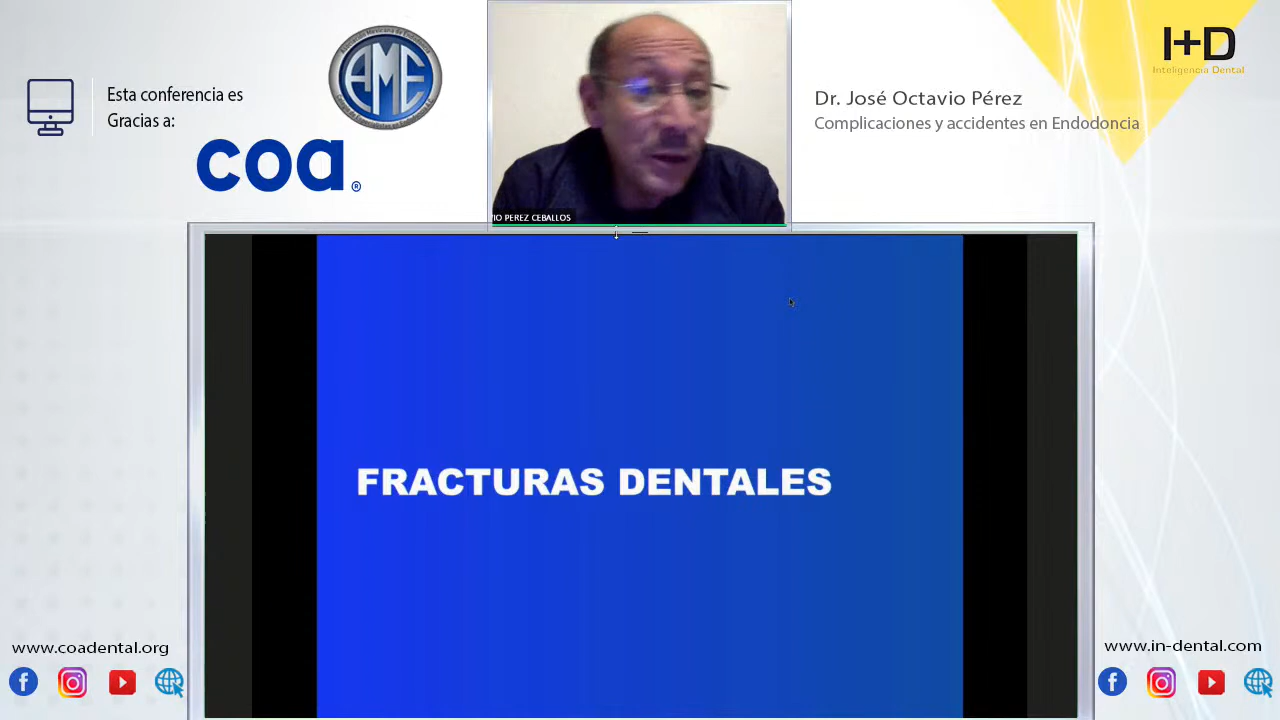 Esta conferencia es
Gracias a:
AME
coa®
I+D
Inteligencia Dental
Dr. José Octavio Pérez
Complicaciones y accidentes en Endodoncia
IO PEREZ CEBALLOS
FRACTURAS DENTALES
www.coadental.org
www.in-dental.com